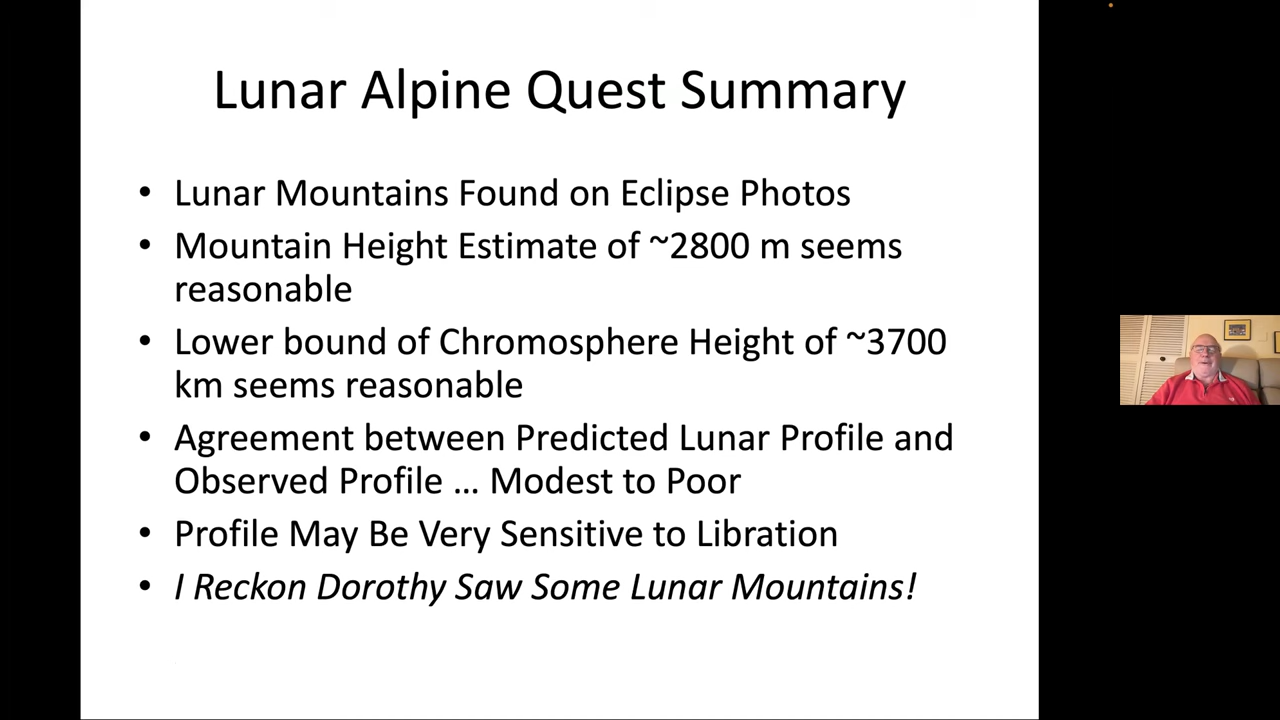 Lunar Alpine Quest Summary
• Lunar Mountains Found on Eclipse Photos
• Mountain Height Estimate of ~2800 m seems
reasonable
• Lower bound of Chromosphere Height of ~3700
km seems reasonable
• Agreement between Predicted Lunar Profile and
Observed Profile … Modest to Poor
• Profile May Be Very Sensitive to Libration
• I Reckon Dorothy Saw Some Lunar Mountains!